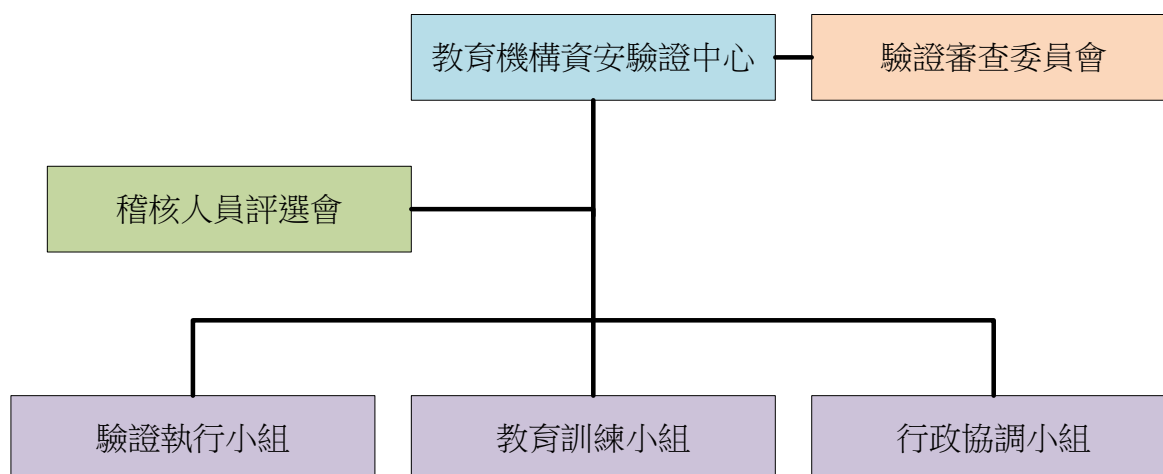 教育機構資安驗證中心
驗證審查委員會
稽核人員評選會
驗證執行小組
教育訓練小組
行政協調小組